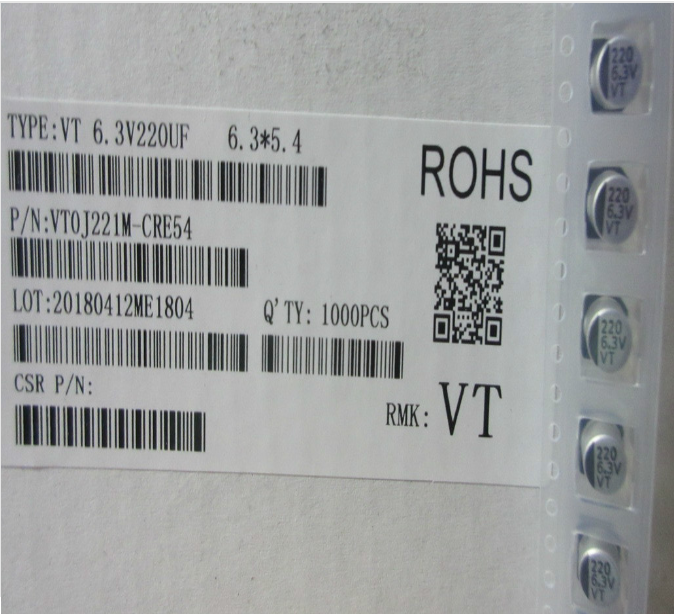 TYPE:VT 6.3V220UF 6.3*5.4
ROHS
P/N:VT0J221M-CRE54
LOT:20180412ME1804 Q'TY: 1000PCS
CSR P/N:
RMK: VT
220
6.3V
VT
220
6.3V
VT
220
6.3V
VT
220
6.3V
VT
220
6.3V
VT